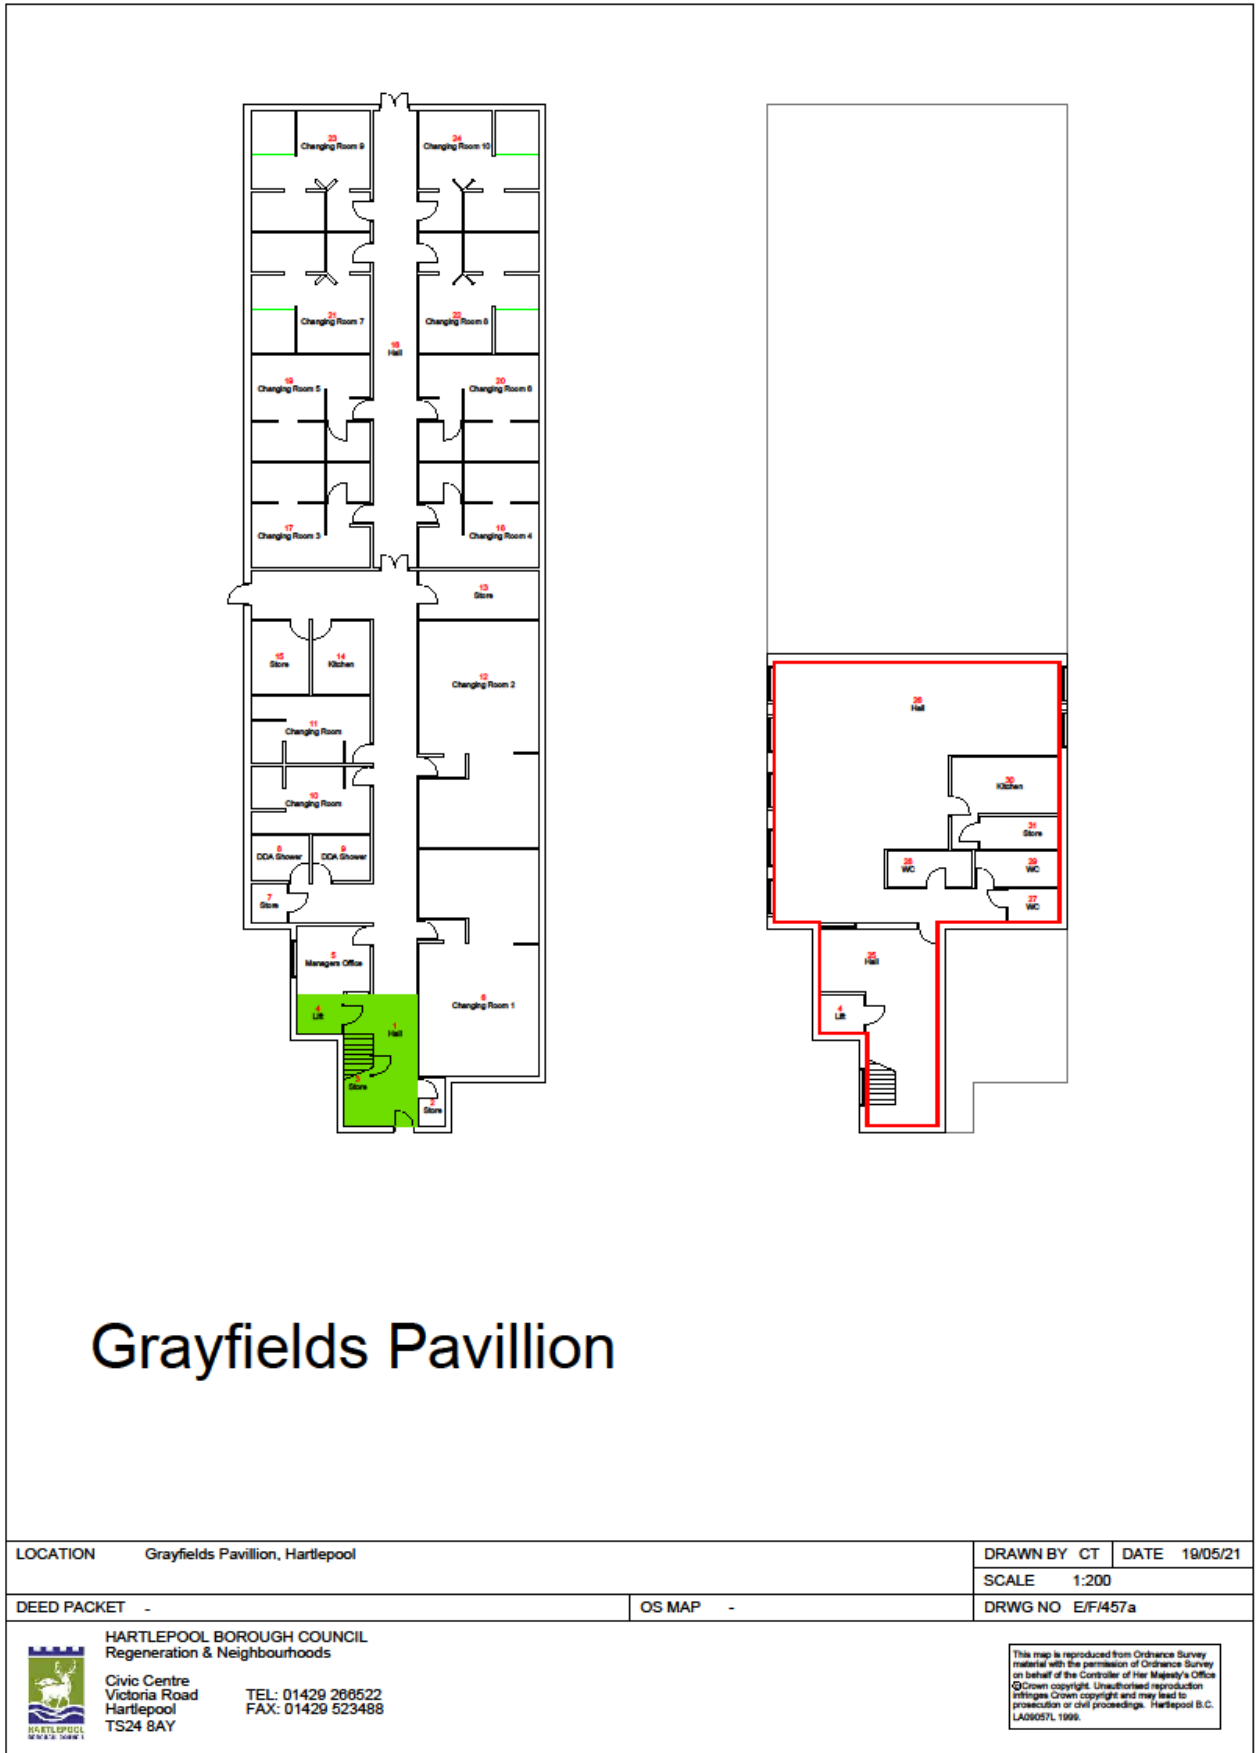 23
Changing Room 9
24
Changing Room 10
21
Changing Room 7
22
Changing Room 8
16
Hall
19
Changing Room 5
20
Changing Room 6
17
Changing Room 3
18
Changing Room 4
13
Store
15
Store
14
Kitchen
12
Changing Room 2
11
Changing Room
10
Changing Room
8
DDA Shower
9
DDA Shower
7
Store
5
Managers Office
6
Changing Room 1
4
Lift
1
Hall
3
Store
2
Store
26
Hall
30
Kitchen
31
Store
28
WC
29
WC
27
WC
25
Hall
4
Lift
Grayfields Pavillion
LOCATION Grayfields Pavillion, Hartlepool
DRAWN BY CT DATE 19/05/21
SCALE 1:200
DEED PACKET -
OS MAP -
DRWG NO E/F/457a
HARTLEPOOL BOROUGH COUNCIL
Regeneration & Neighbourhoods
Civic Centre
Victoria Road TEL: 01429 266522
Hartlepool FAX: 01429 523488
TS24 8AY
HARTLEPOOL
BOROUGH COUNCIL
This map is reproduced from Ordnance Survey
material with the permission of Ordnance Survey
on behalf of the Controller of Her Majesty's Office
©Crown copyright. Unauthorised reproduction
infringes Crown copyright and may lead to
prosecution or civil proceedings. Hartlepool B.C.
LA09057L 1999.